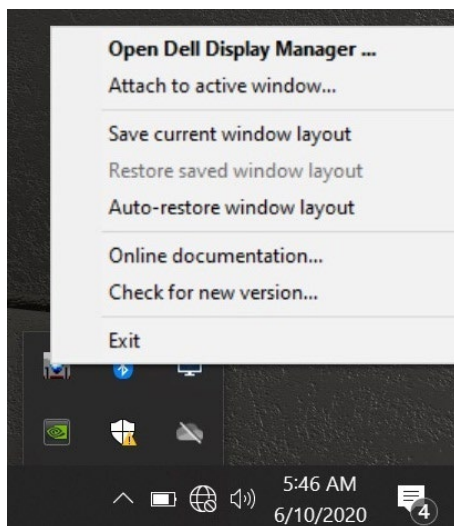 Open Dell Display Manager ...
Attach to active window...
Save current window layout
Restore saved window layout
Auto-restore window layout
Online documentation...
Check for new version...
Exit
5:46 AM
6/10/2020
4